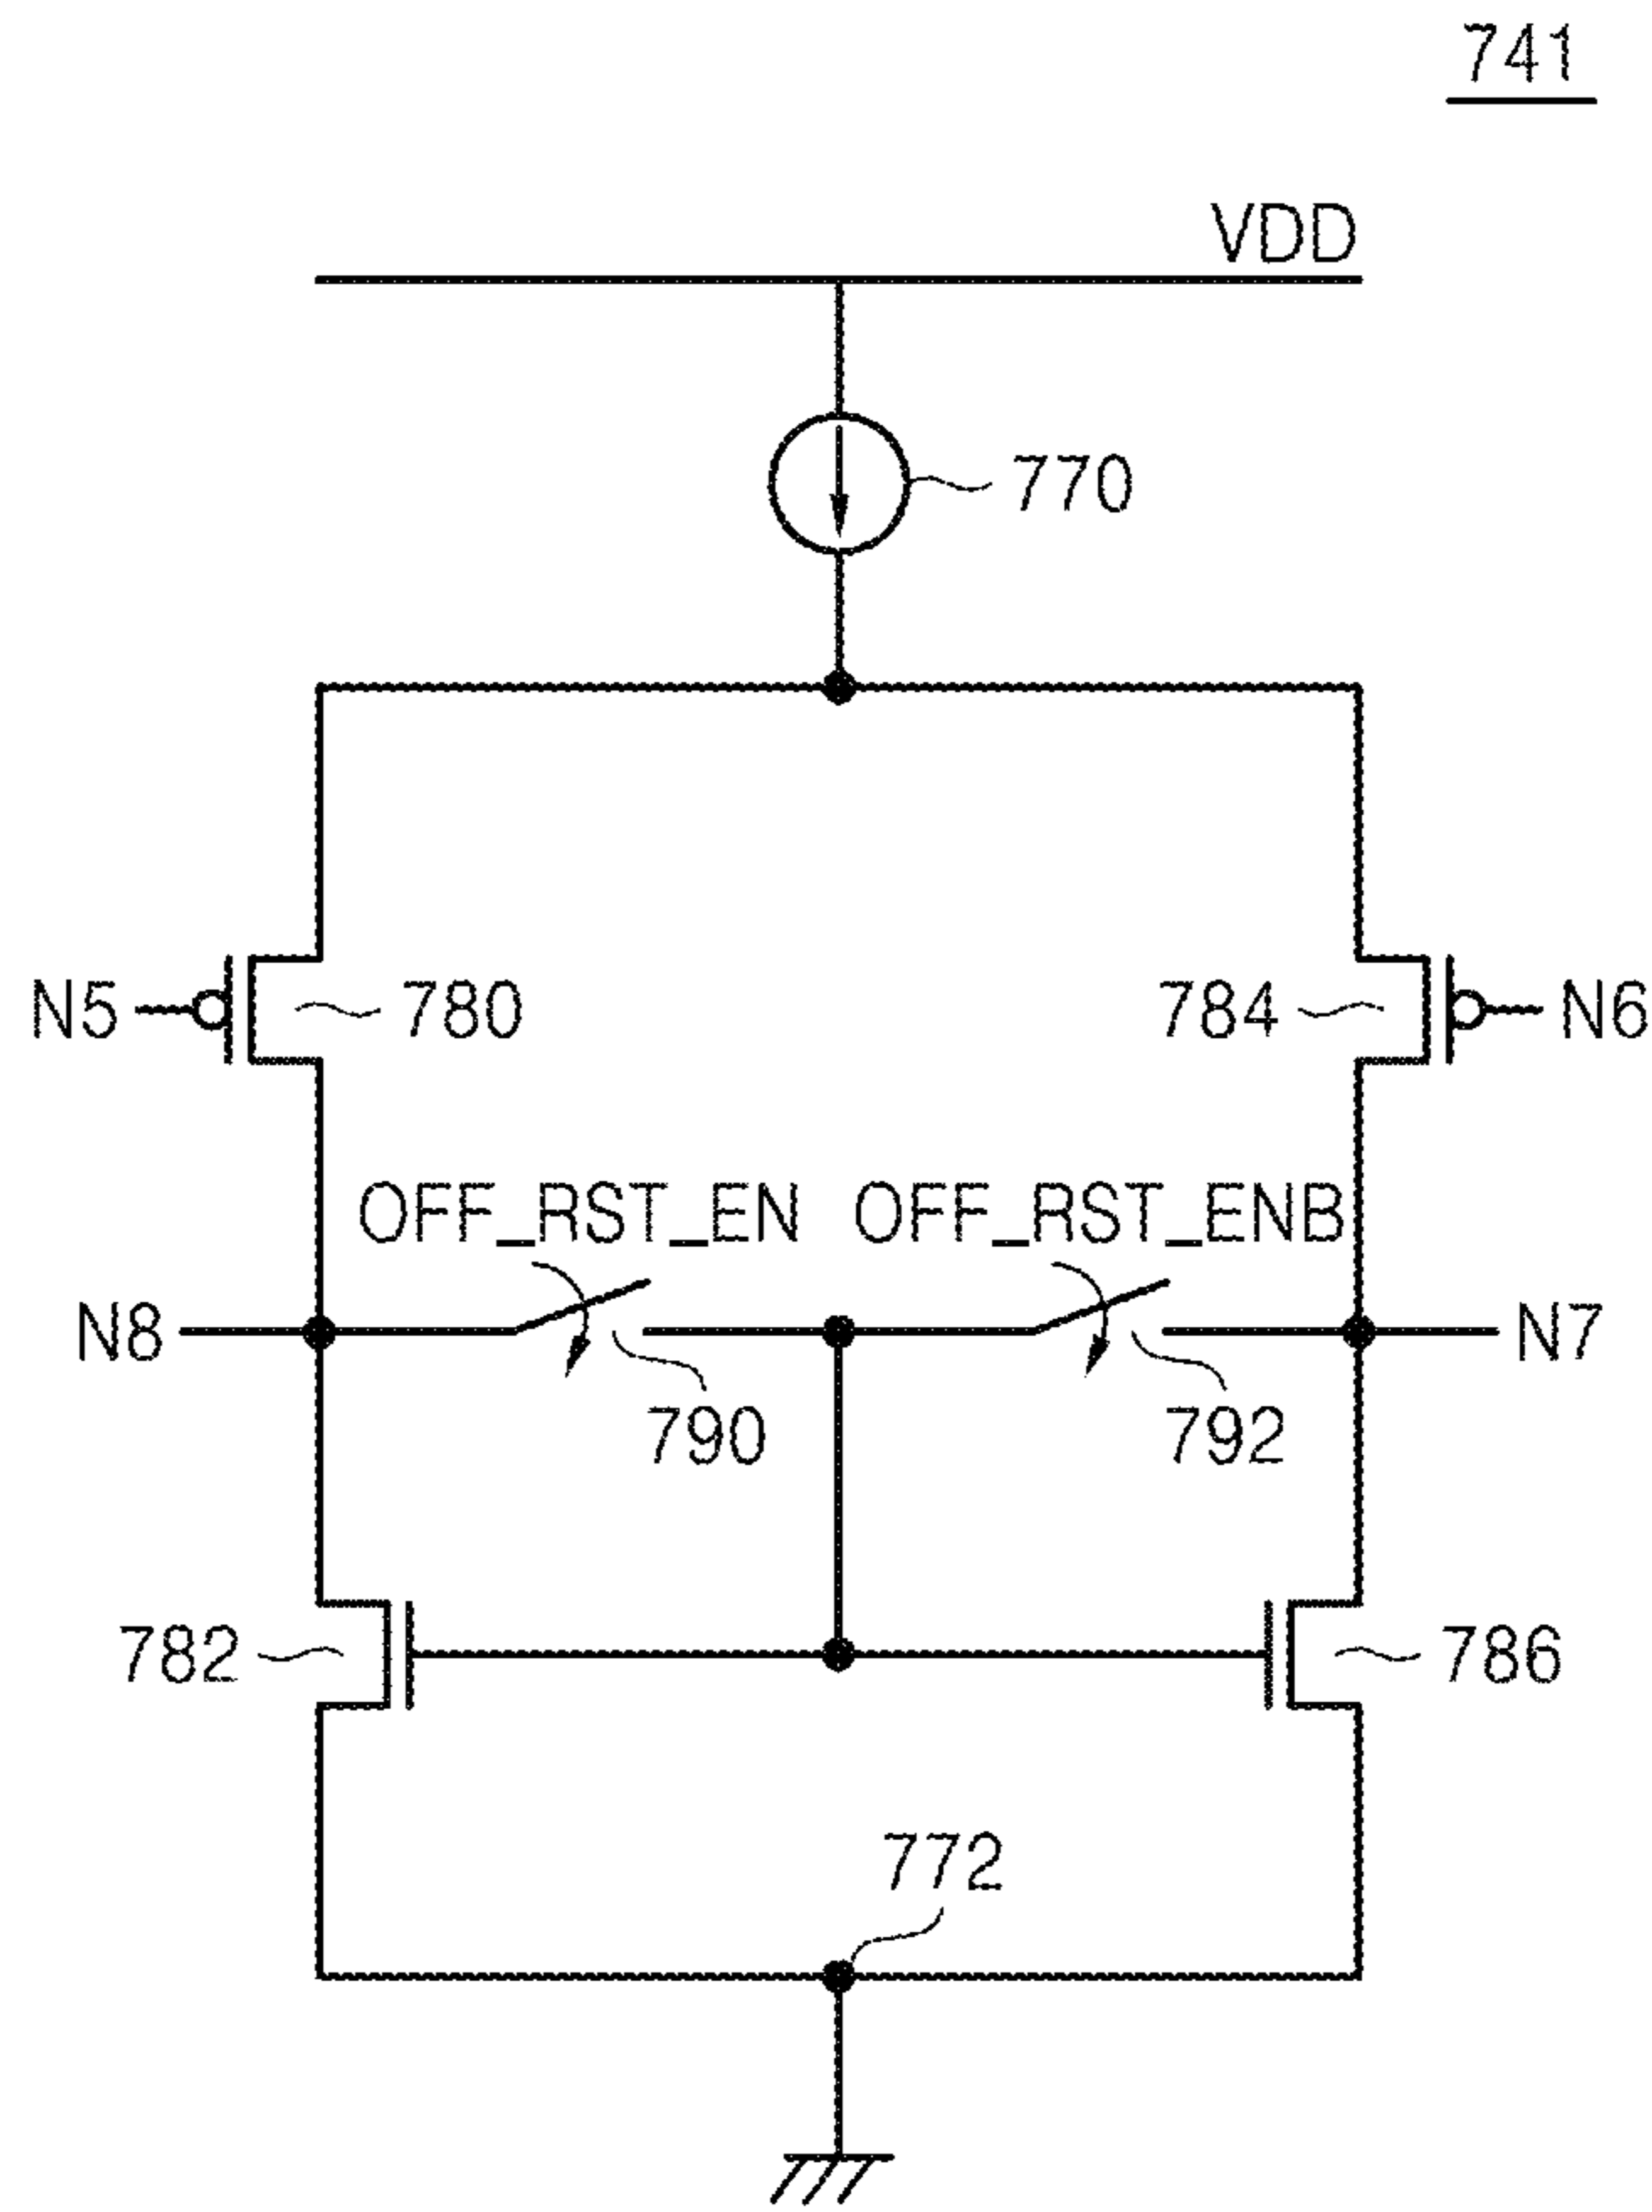 741
VDD
770
N5
780
784
N6
OFF_RST_EN
OFF_RST_ENB
N8
N7
790
792
782
786
772